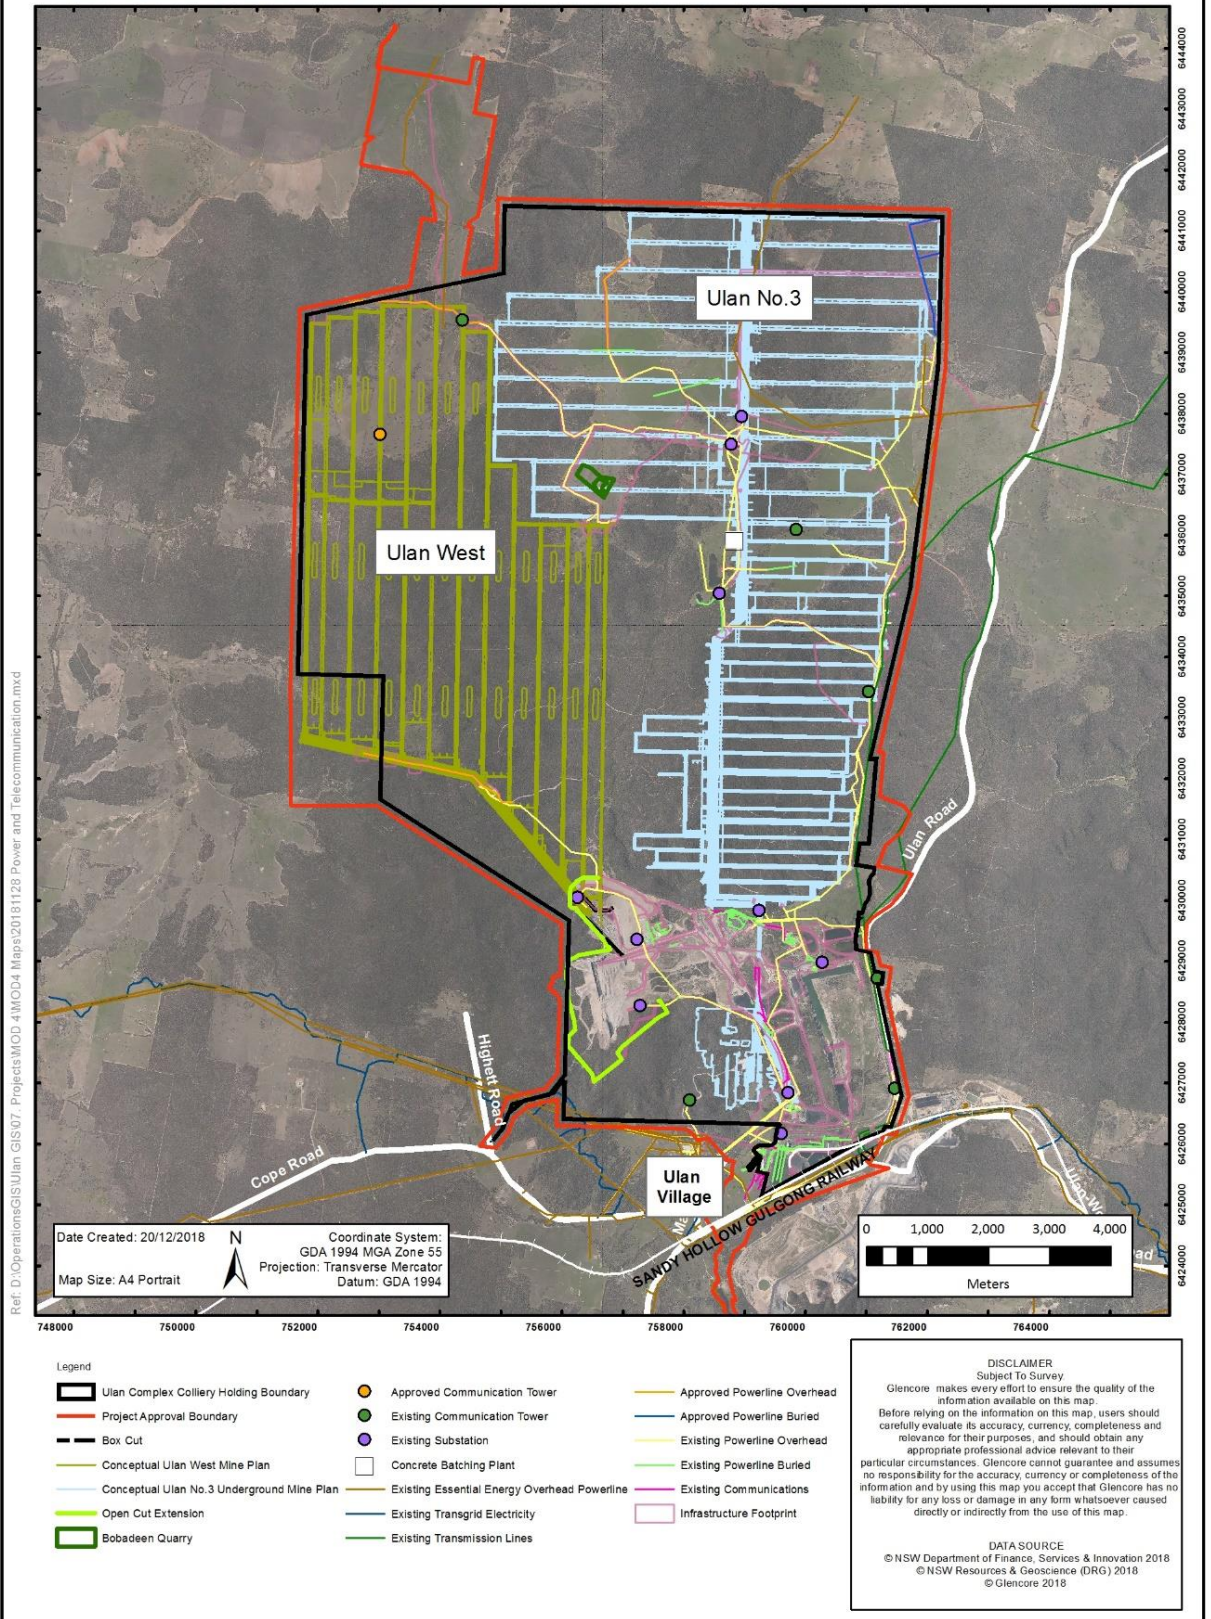 6444000
6443000
6442000
6441000
6440000
6439000
6438000
6437000
6436000
6435000
6434000
6433000
6432000
6431000
6430000
6429000
6428000
6427000
6426000
6425000
6424000
Ulan No.3
Ulan West
Ulan Road
Highett Road
Cope Road
Ulan
Village
SANDY HOLLOW GULGONG RAILWAY
Ma
Ulan-Wo
ad
Ref: D:\Operations\GIS\Ulan GIS\07. Projects\MOD 4\MOD4 Maps\20181128 Power and Telecommunication.mxd
Date Created: 20/12/2018
Map Size: A4 Portrait
N
Coordinate System:
GDA 1994 MGA Zone 55
Projection: Transverse Mercator
Datum: GDA 1994
0 1,000 2,000 3,000 4,000
Meters
748000 750000 752000 754000 756000 758000 760000 762000 764000
Legend
Ulan Complex Colliery Holding Boundary
Project Approval Boundary
Box Cut
Conceptual Ulan West Mine Plan
Conceptual Ulan No.3 Underground Mine Plan
Open Cut Extension
Bobadeen Quarry
Approved Communication Tower
Existing Communication Tower
Existing Substation
Concrete Batching Plant
Existing Essential Energy Overhead Powerline
Existing Transgrid Electricity
Existing Transmission Lines
Approved Powerline Overhead
Approved Powerline Buried
Existing Powerline Overhead
Existing Powerline Buried
Existing Communications
Infrastructure Footprint
DISCLAIMER
Subject To Survey.
Glencore makes every effort to ensure the quality of the
information available on this map.
Before relying on the information on this map, users should
carefully evaluate its accuracy, currency, completeness and
relevance for their purposes, and should obtain any
appropriate professional advice relevant to their
particular circumstances. Glencore cannot guarantee and assumes
no responsibility for the accuracy, currency or completeness of the
information and by using this map you accept that Glencore has no
liability for any loss or damage in any form whatsoever caused
directly or indirectly from the use of this map.
DATA SOURCE
© NSW Department of Finance, Services & Innovation 2018
© NSW Resources & Geoscience (DRG) 2018
© Glencore 2018